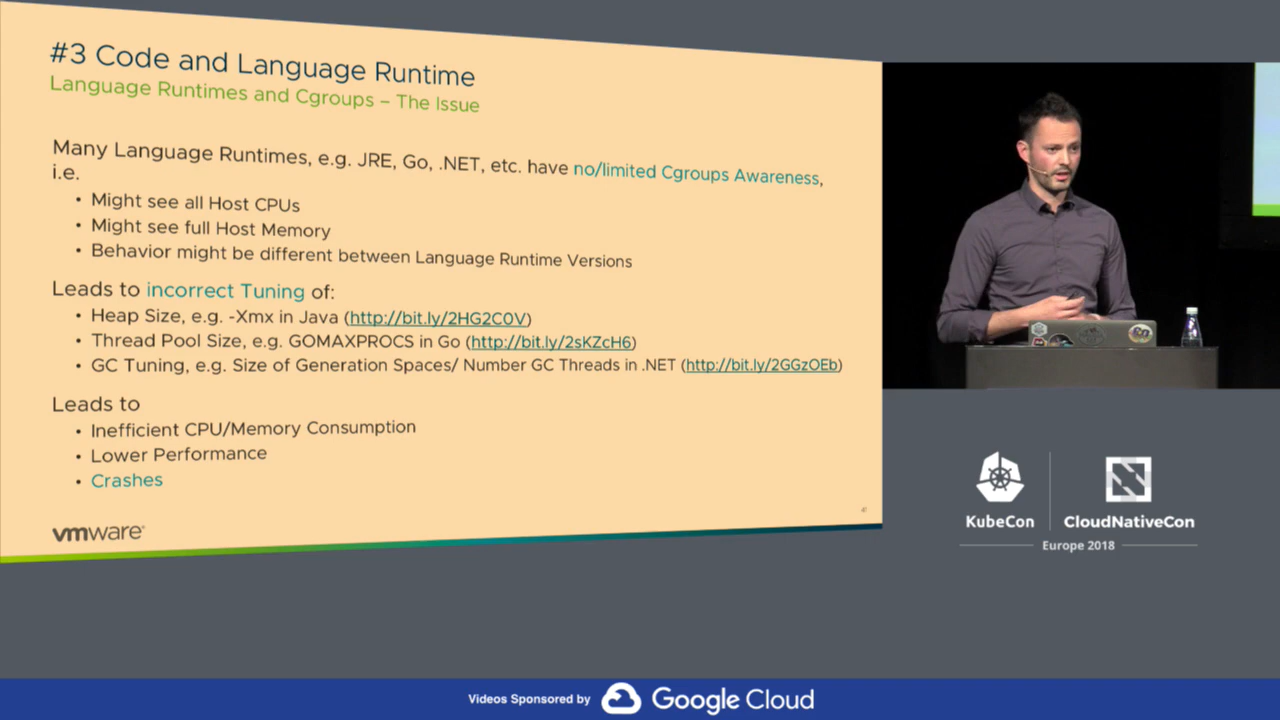 #3 Code and Language Runtime
Language Runtimes and Cgroups – The Issue
Many Language Runtimes, e.g. JRE, Go, .NET, etc. have no/limited Cgroups Awareness,
i.e.
• Might see all Host CPUs
• Might see full Host Memory
• Behavior might be different between Language Runtime Versions
Leads to incorrect Tuning of:
• Heap Size, e.g. -Xmx in Java (http://bit.ly/2HG2C0V)
• Thread Pool Size, e.g. GOMAXPROCS in Go (http://bit.ly/2sKZcH6)
• GC Tuning, e.g. Size of Generation Spaces/ Number GC Threads in .NET (http://bit.ly/2GGzOEb)
Leads to
• Inefficient CPU/Memory Consumption
• Lower Performance
• Crashes
vmware®
KubeCon
CloudNativeCon
Europe 2018
Videos Sponsored by Google Cloud